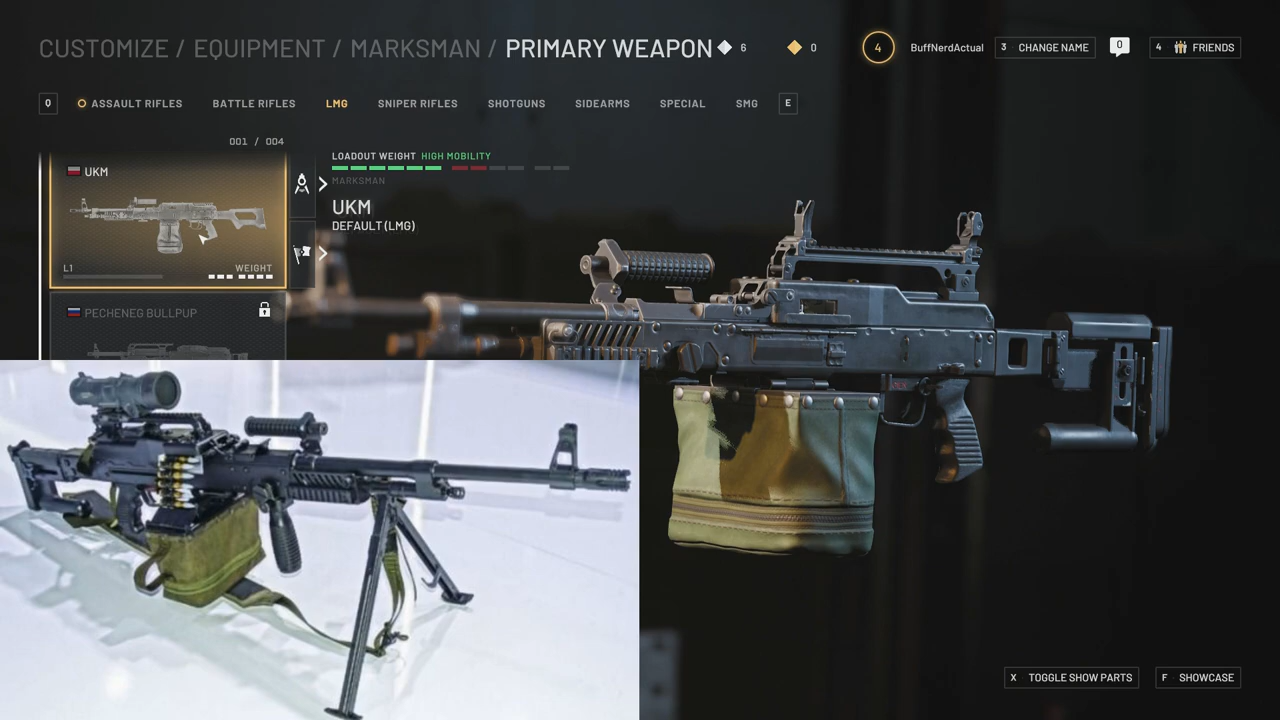 CUSTOMIZE / EQUIPMENT / MARKSMAN / PRIMARY WEAPON 6 0 4 BuffNerdActual 3 CHANGE NAME 0 4 FRIENDS
Q ASSAULT RIFLES BATTLE RIFLES LMG SNIPER RIFLES SHOTGUNS SIDEARMS SPECIAL SMG E
001 / 004
LOADOUT WEIGHT HIGH MOBILITY
UKM
MARKSMAN
UKM
DEFAULT (LMG)
L1 WEIGHT
PECHENEG BULLPUP
X TOGGLE SHOW PARTS F SHOWCASE